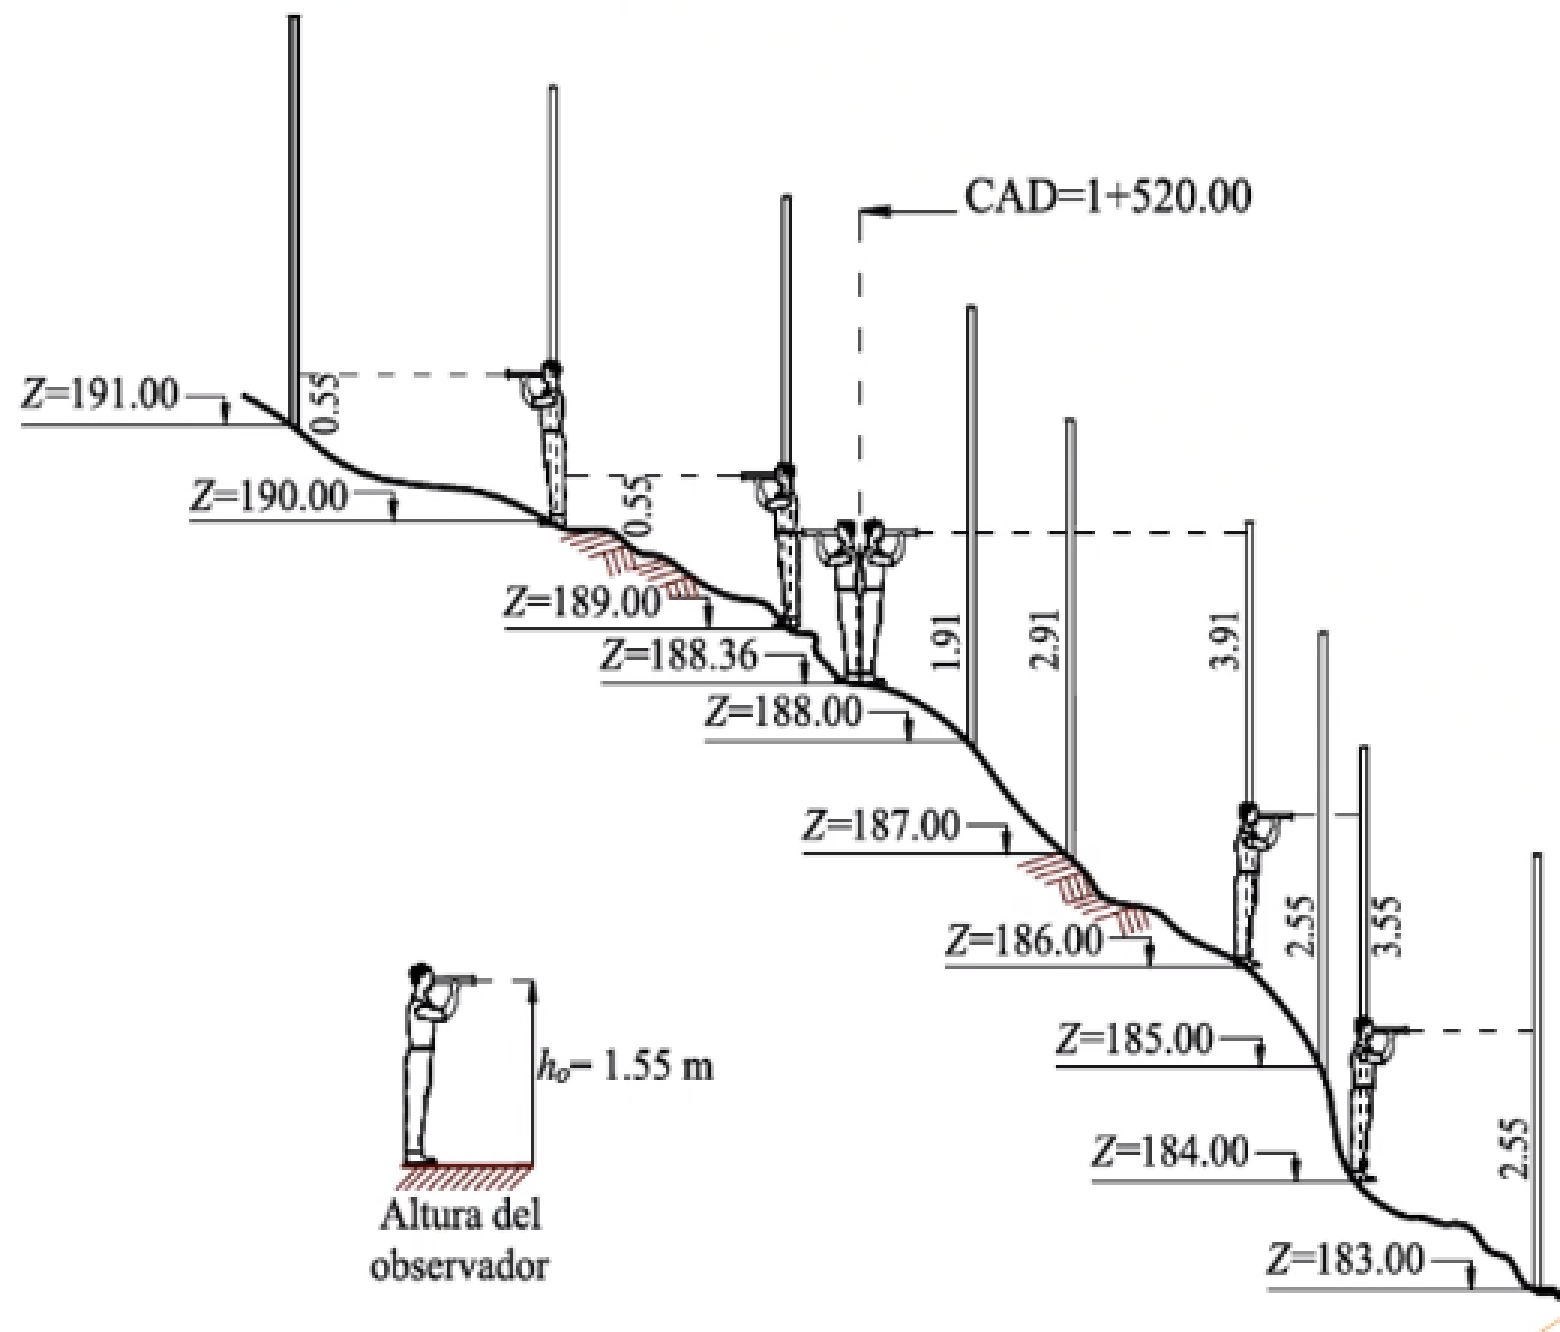 CAD=1+520.00
Z=191.00
0.55
Z=190.00
0.55
Z=189.00
Z=188.36
1.91
2.91
3.91
Z=188.00
Z=187.00
2.55
3.55
Z=186.00
Z=185.00
hₒ= 1.55 m
Z=184.00
2.55
Altura del
observador
Z=183.00